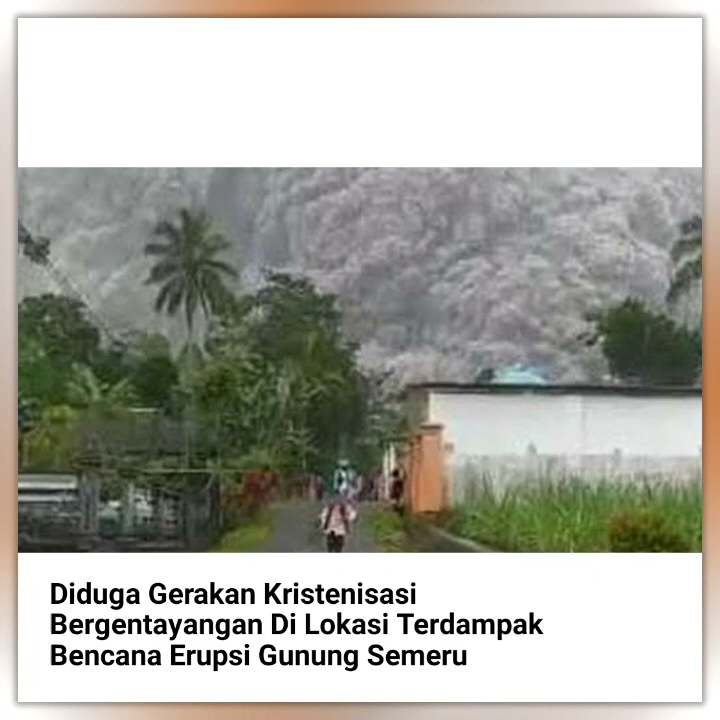 Diduga Gerakan Kristenisasi
Bergentayangan Di Lokasi Terdampak
Bencana Erupsi Gunung Semeru